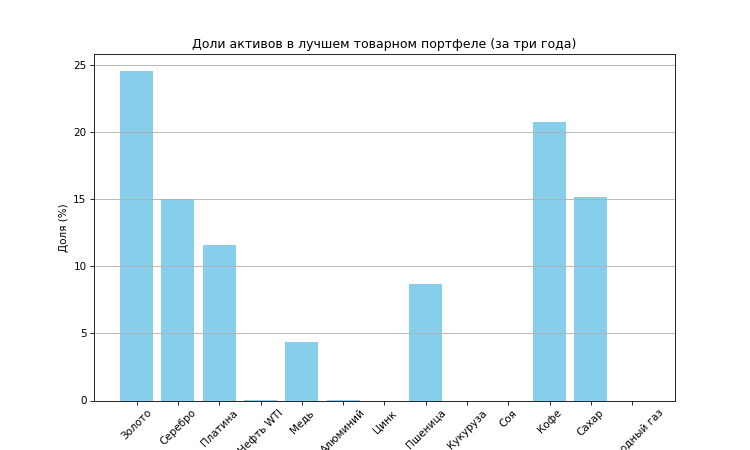 Доли активов в лучшем товарном портфеле (за три года)
Доля (%)
25
20
15
10
5
0
Золото
Серебро
Платина
Нефть WTI
Медь
Алюминий
Цинк
Пшеница
Кукуруза
Соя
Кофе
Сахар
газ